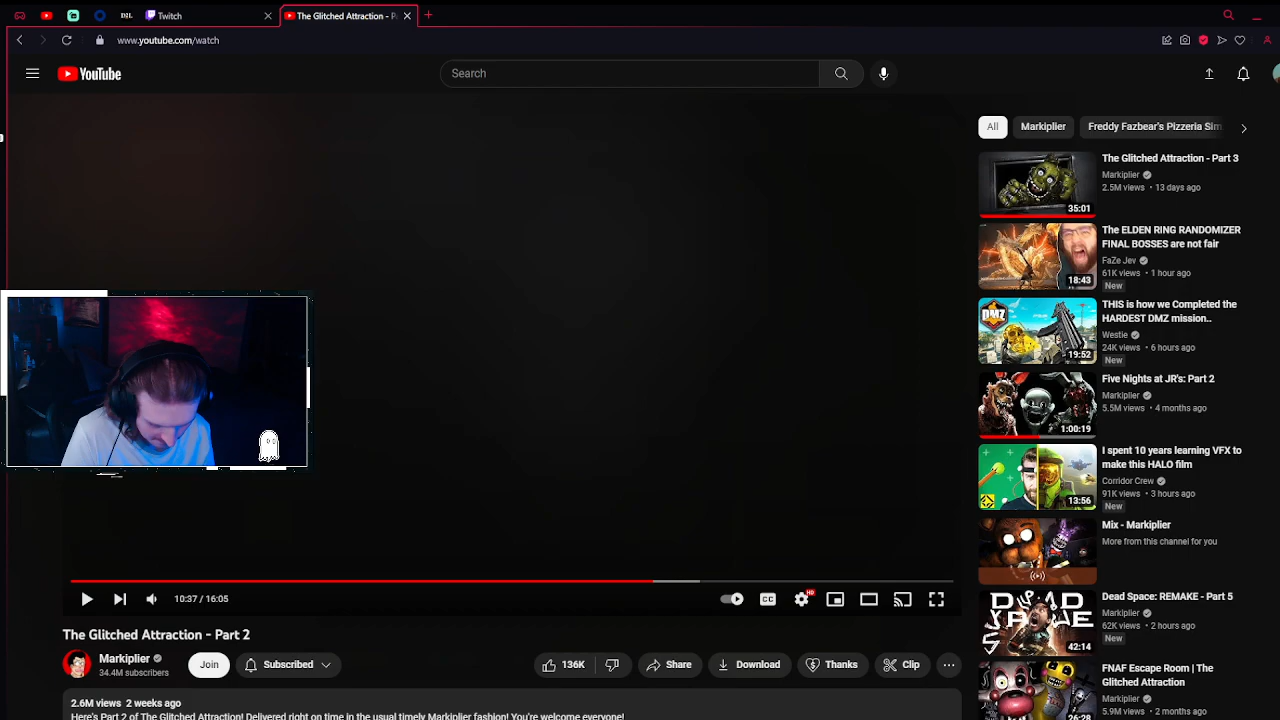 D2L
Twitch
The Glitched Attraction - P
www.youtube.com/watch
YouTube
Search
All
Markiplier
Freddy Fazbear's Pizzeria Sim
The Glitched Attraction - Part 3
Markiplier
2.5M views • 13 days ago
35:01
The ELDEN RING RANDOMIZER
FINAL BOSSES are not fair
FaZe Jev
61K views • 1 hour ago
New
18:43
DMZ
THIS is how we Completed the
HARDEST DMZ mission..
Westie
24K views • 6 hours ago
New
19:52
Five Nights at JR's: Part 2
Markiplier
5.5M views • 4 months ago
1:00:19
I spent 10 years learning VFX to
make this HALO film
Corridor Crew
91K views • 3 hours ago
New
13:56
Mix - Markiplier
More from this channel for you
DEAD
SPACE
Dead Space: REMAKE - Part 5
Markiplier
62K views • 2 hours ago
New
42:14
FNAF Escape Room | The
Glitched Attraction
Markiplier
5.9M views • 2 months ago
26:28
10:37 / 16:05
CC
HD
The Glitched Attraction - Part 2
Markiplier
34.4M subscribers
Join
Subscribed
136K
Share
Download
Thanks
Clip
2.6M views 2 weeks ago
Here's Part 2 of The Glitched Attraction! Delivered right on time in the usual timely Markiplier fashion! You're welcome everyone!